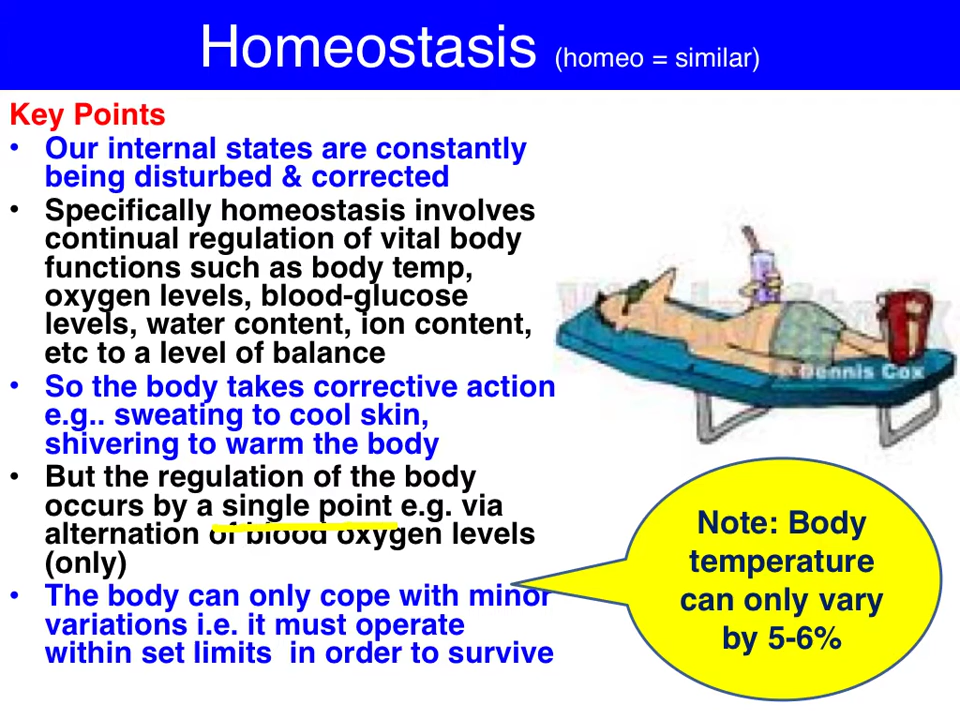 Homeostasis (homeo = similar)
Key Points
• Our internal states are constantly
being disturbed & corrected
• Specifically homeostasis involves
continual regulation of vital body
functions such as body temp,
oxygen levels, blood-glucose
levels, water content, ion content,
etc to a level of balance
• So the body takes corrective action
e.g.. sweating to cool skin,
shivering to warm the body
• But the regulation of the body
occurs by a single point e.g. via
alternation of blood oxygen levels
(only)
• The body can only cope with minor
variations i.e. it must operate
within set limits in order to survive
© Dennis Cox
Note: Body
temperature
can only vary
by 5-6%